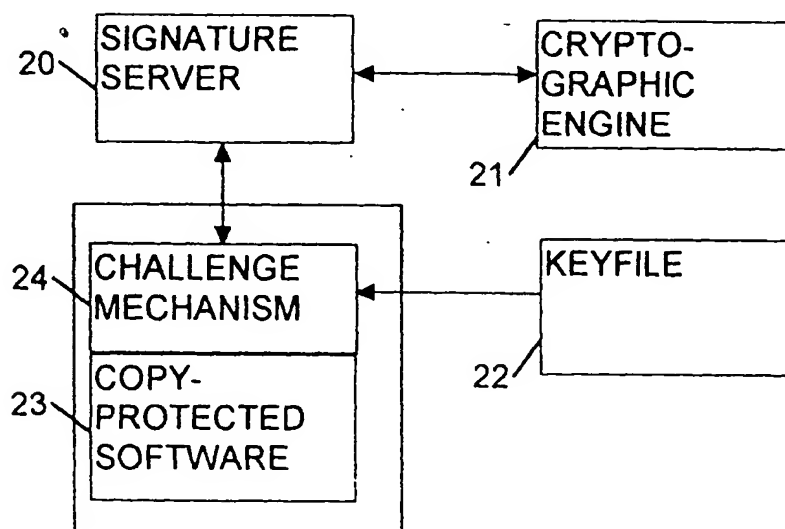 20
SIGNATURE
SERVER
CRYPTO-
GRAPHIC
ENGINE
21
24
CHALLENGE
MECHANISM
KEYFILE
22
23
COPY-
PROTECTED
SOFTWARE